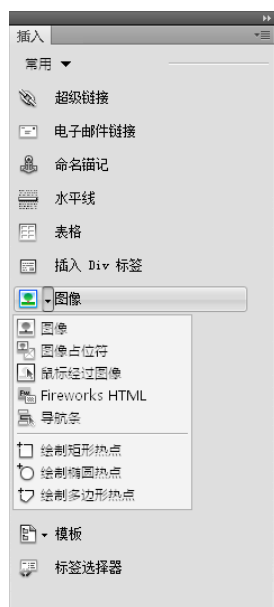 插入
常用
超级链接
电子邮件链接
命名锚记
水平线
表格
插入 Div 标签
图像
图像
图像占位符
鼠标经过图像
Fireworks HTML
导航条
绘制矩形热点
绘制椭圆热点
绘制多边形热点
模板
标签选择器